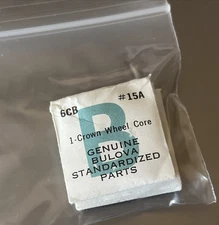 6CB #15A
1-Crown Wheel Core
B
GENUINE
BULOVA
STANDARDIZED
PARTS